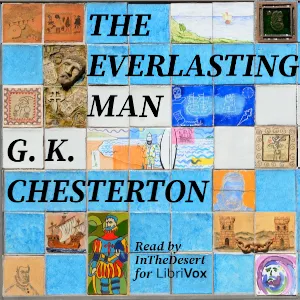 THE
EVERLASTING
MAN
G. K.
CHESTERTON
Read by
InTheDesert
for LibriVox